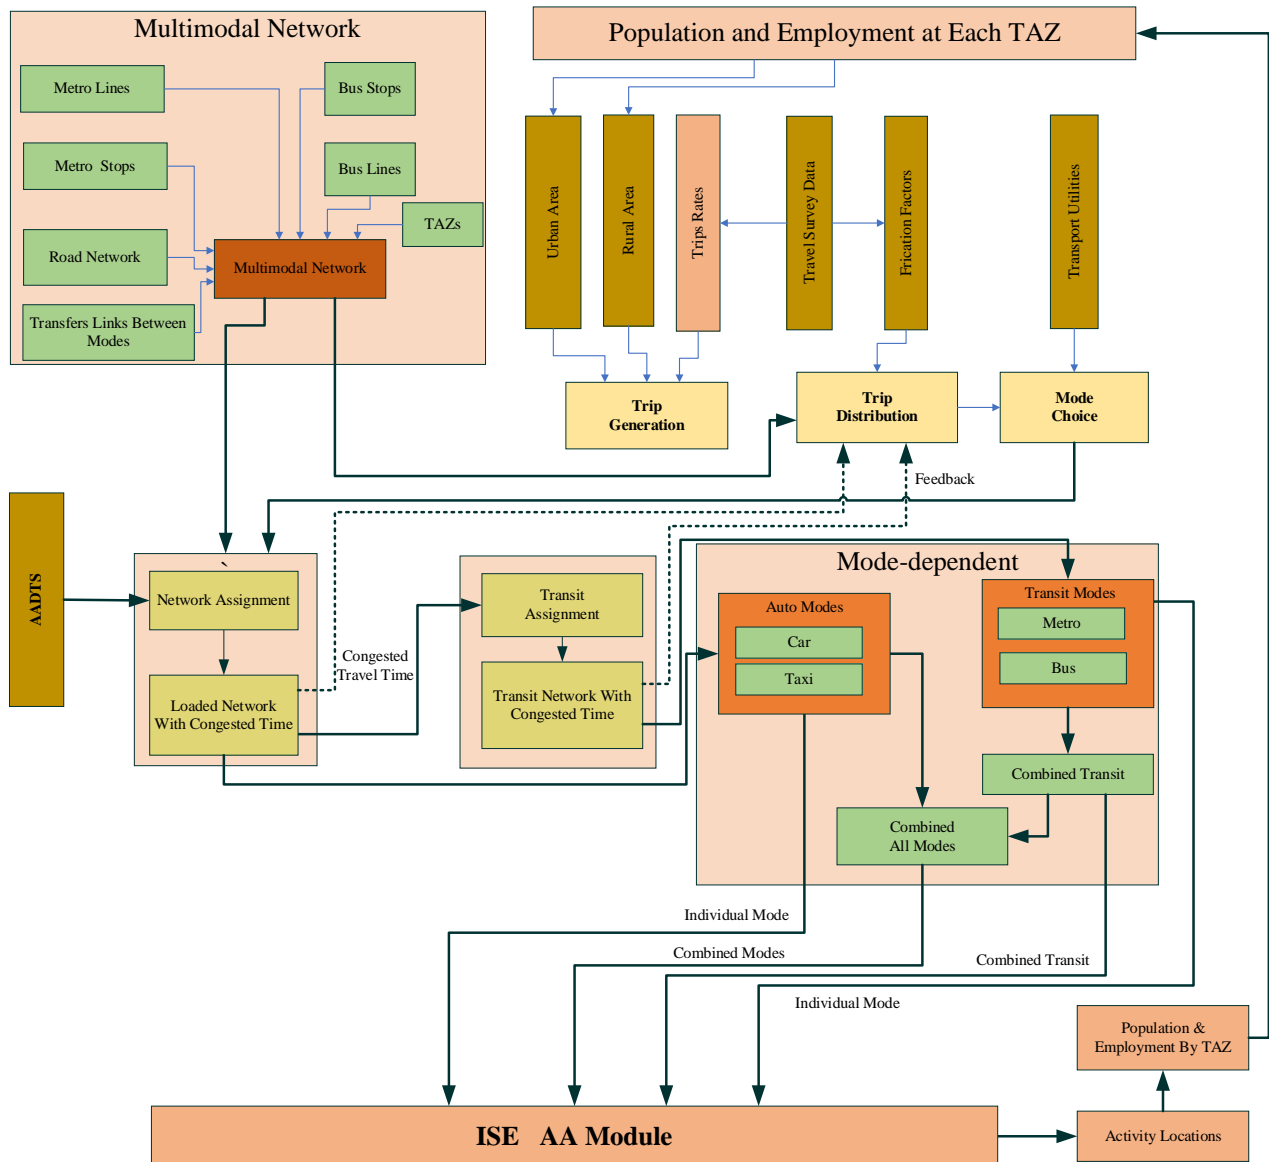 Multimodal Network
Metro Lines
Bus Stops
Metro Stops
Bus Lines
TAZs
Road Network
Multimodal Network
Transfers Links Between
Modes
Population and Employment at Each TAZ
Urban Area
Rural Area
Trips Rates
Travel Survey Data
Frication Factors
Transport Utilities
Trip
Generation
Trip
Distribution
Mode
Choice
Feedback
AADTS
`
Network Assignment
Loaded Network
With Congested Time
Congested
Travel Time
Transit
Assignment
Transit Network With
Congested Time
Mode-dependent
Auto Modes
Car
Taxi
Transit Modes
Metro
Bus
Combined Transit
Combined
All Modes
Individual Mode
Combined Modes
Combined Transit
Individual Mode
Population &
Employment By TAZ
ISE AA Module
Activity Locations